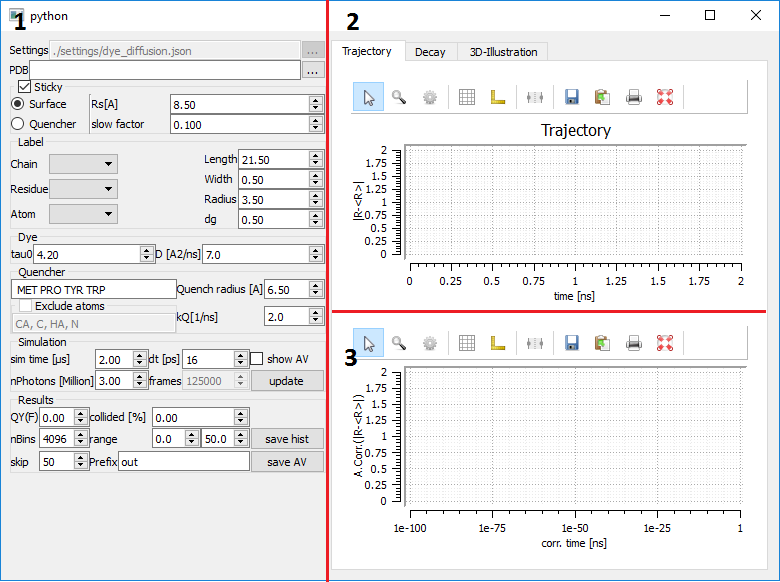 1 python
Settings ./settings/dye_diffusion.json ...
PDB ...
Sticky
Surface Rs[A] 8.50
Quencher slow factor 0.100
Label
Chain Length 21.50
Width 0.50
Residue Radius 3.50
Atom dg 0.50
Dye
tau0 4.20 D [A2/ns] 7.0
Quencher
MET PRO TYR TRP Quench radius [A] 6.50
Exclude atoms
CA, C, HA, N kQ[1/ns] 2.0
Simulation
sim time [µs] 2.00 dt [ps] 16 show AV
nPhotons [Million] 3.00 frames 125000 update
Results
QY(F) 0.00 collided [%] 0.00
nBins 4096 range 0.0 50.0 save hist
skip 50 Prefix out save AV
2
Trajectory Decay 3D-Illustration
Trajectory
|R-<R>|
2
1.75
1.5
1.25
1
0.75
0.5
0.25
0
0 0.25 0.5 0.75 1 1.25 1.5 1.75 2
time [ns]
3
A.Corr.(|R-<R>|)
2
1.75
1.5
1.25
1
0.75
0.5
0.25
0
1e-100 1e-75 1e-50 1e-25 1
corr. time [ns]